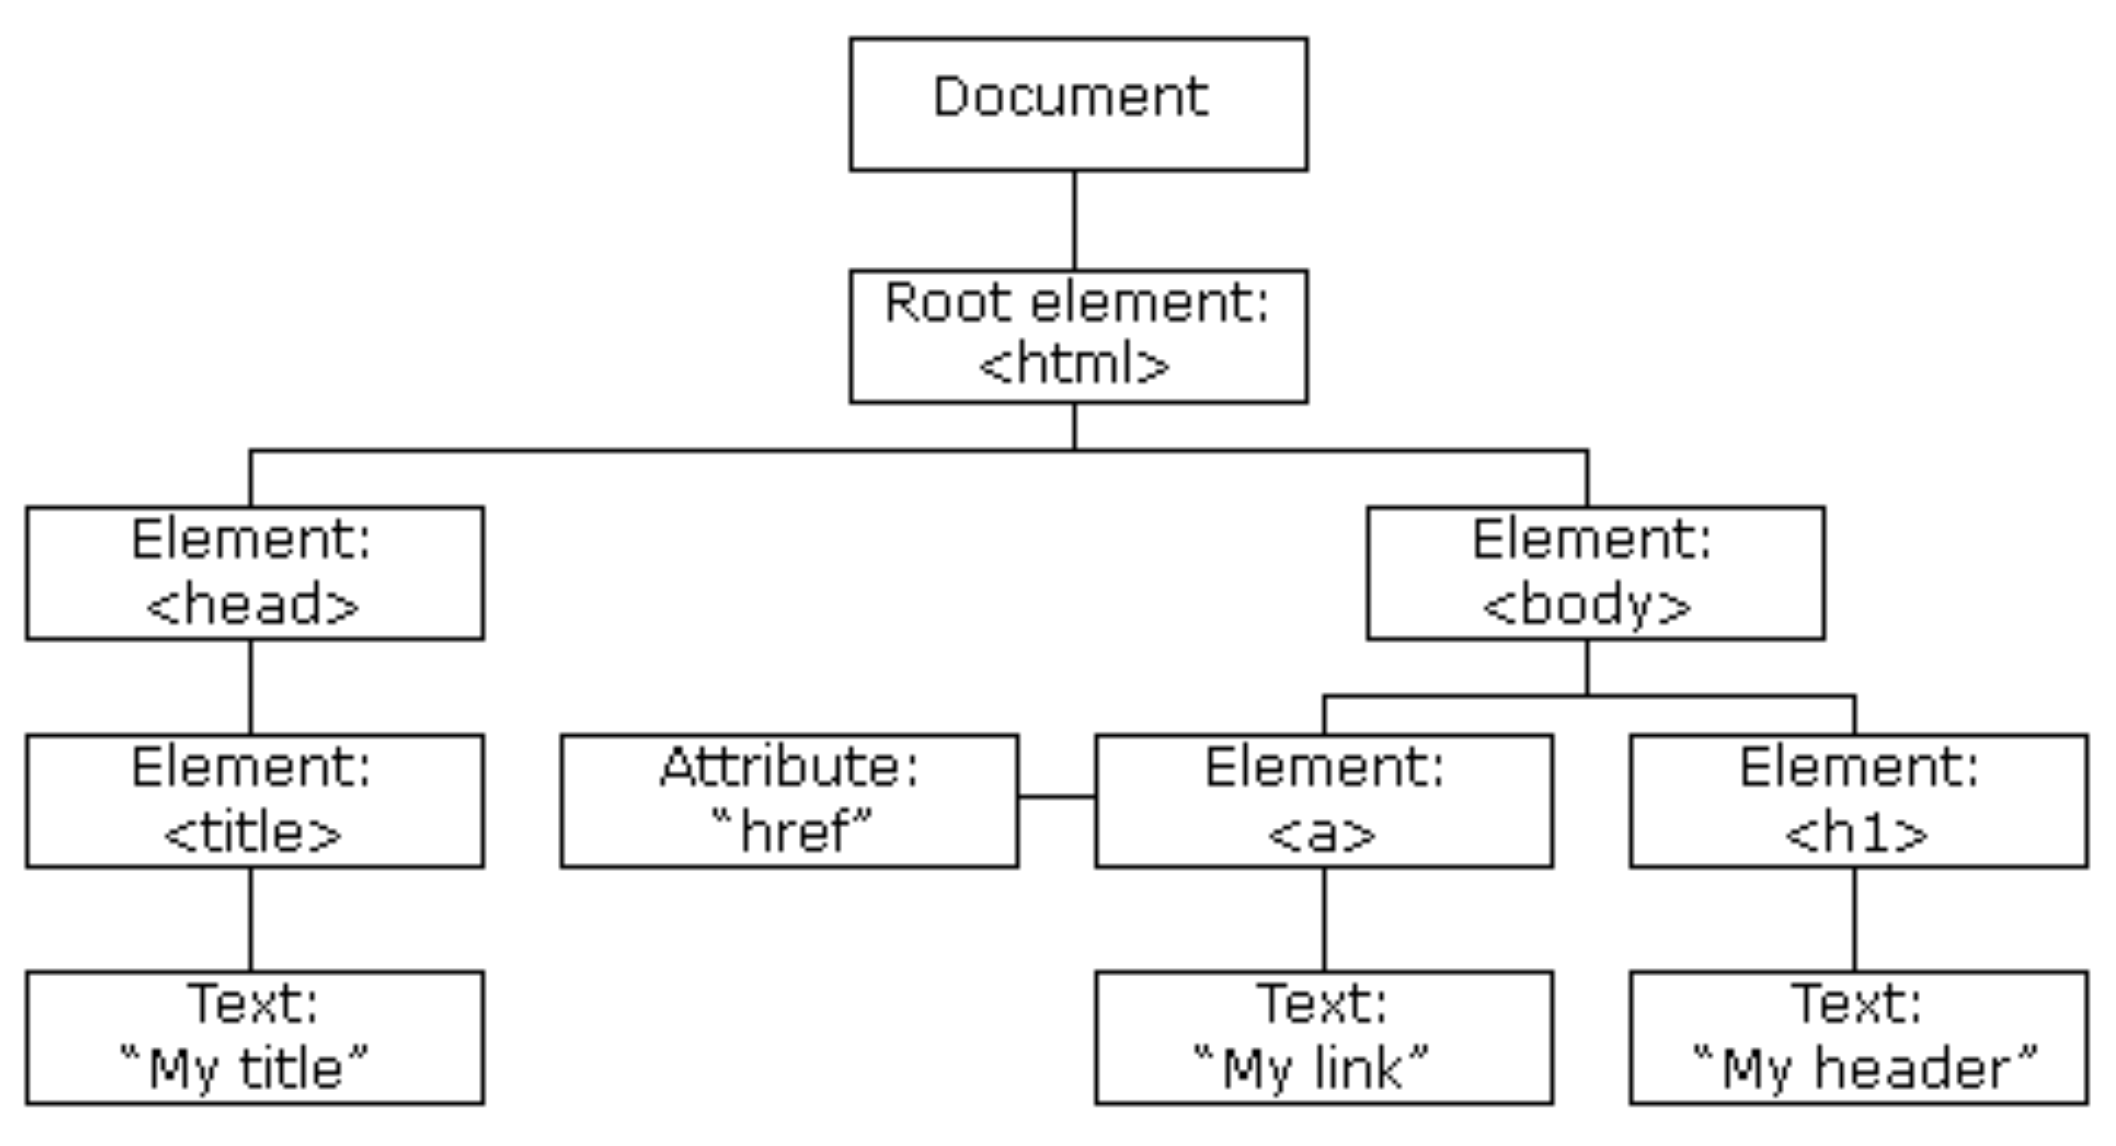 Document
Root element:
<html>
Element:
<head>
Element:
<body>
Element:
<title>
Attribute:
“href”
Element:
<a>
Element:
<h1>
Text:
“My title”
Text:
“My link”
Text:
“My header”